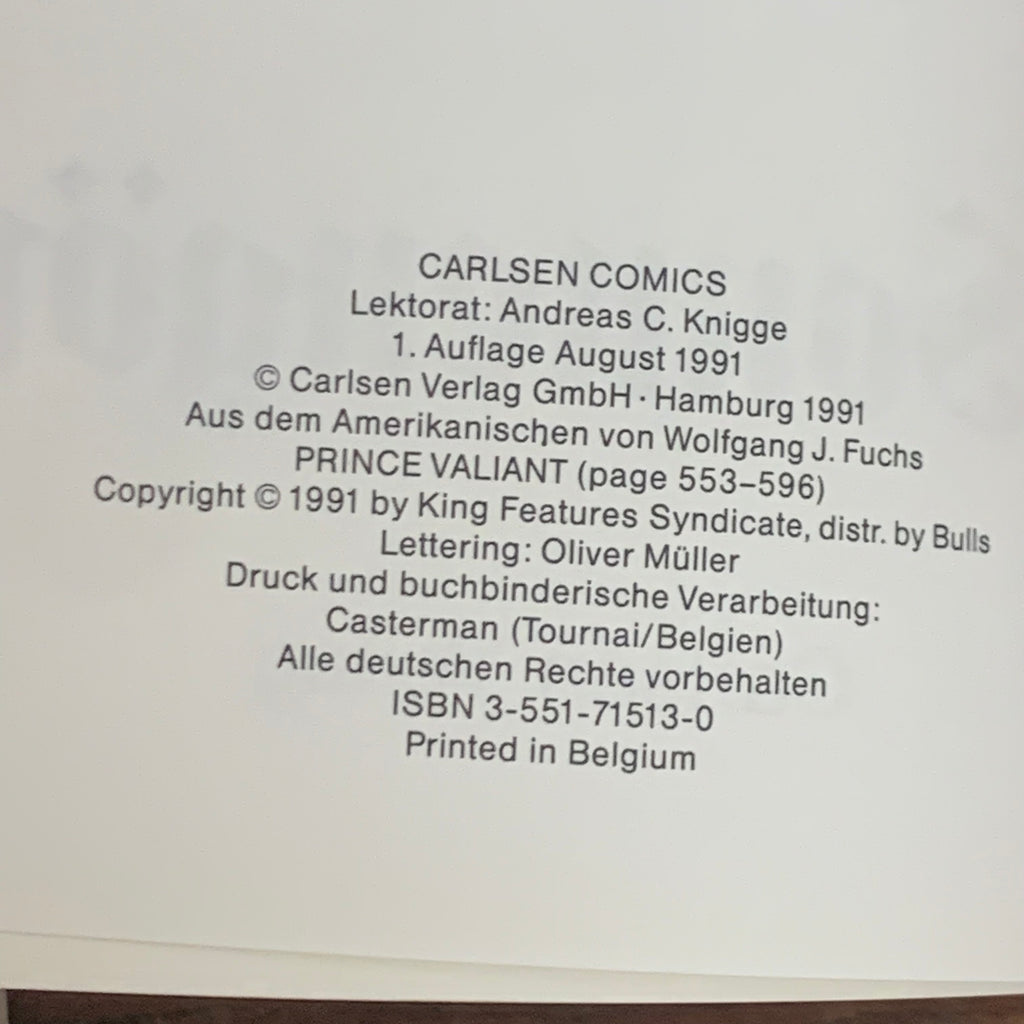 CARLSEN COMICS
Lektorat: Andreas C. Knigge
1. Auflage August 1991
© Carlsen Verlag GmbH · Hamburg 1991
Aus dem Amerikanischen von Wolfgang J. Fuchs
PRINCE VALIANT (page 553–596)
Copyright © 1991 by King Features Syndicate, distr. by Bulls
Lettering: Oliver Müller
Druck und buchbinderische Verarbeitung:
Casterman (Tournai/Belgien)
Alle deutschen Rechte vorbehalten
ISBN 3-551-71513-0
Printed in Belgium